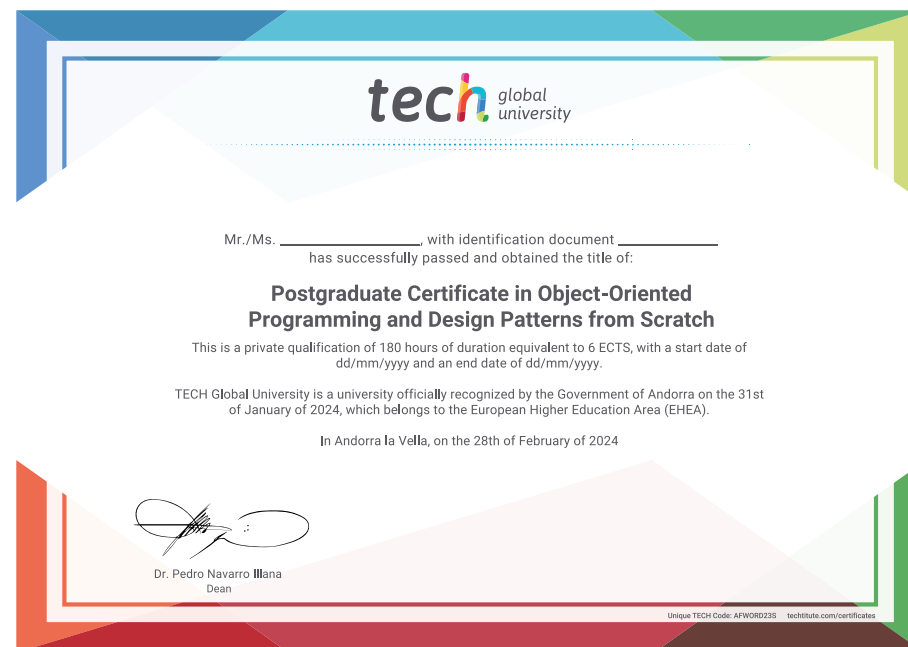 tech global
university
Mr./Ms. ____________, with identification document ____________
has successfully passed and obtained the title of:
Postgraduate Certificate in Object-Oriented
Programming and Design Patterns from Scratch
This is a private qualification of 180 hours of duration equivalent to 6 ECTS, with a start date of
dd/mm/yyyy and an end date of dd/mm/yyyy.
TECH Global University is a university officially recognized by the Government of Andorra on the 31st
of January of 2024, which belongs to the European Higher Education Area (EHEA).
In Andorra la Vella, on the 28th of February of 2024
Dr. Pedro Navarro Illana
Dean
Unique TECH Code: AFWORD23S techtitute.com/certificates